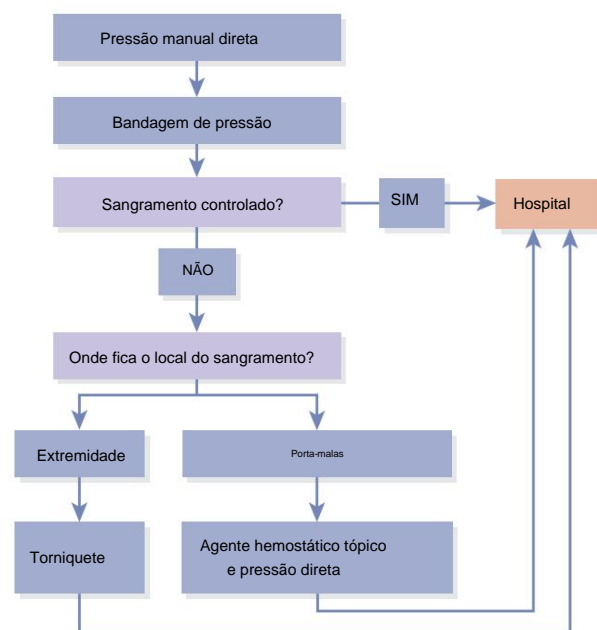 Pressão manual direta
Bandagem de pressão
Sangramento controlado?
SIM
Hospital
NÃO
Onde fica o local do sangramento?
Extremidade
Porta-malas
Torniquete
Agente hemostático tópico
e pressão direta